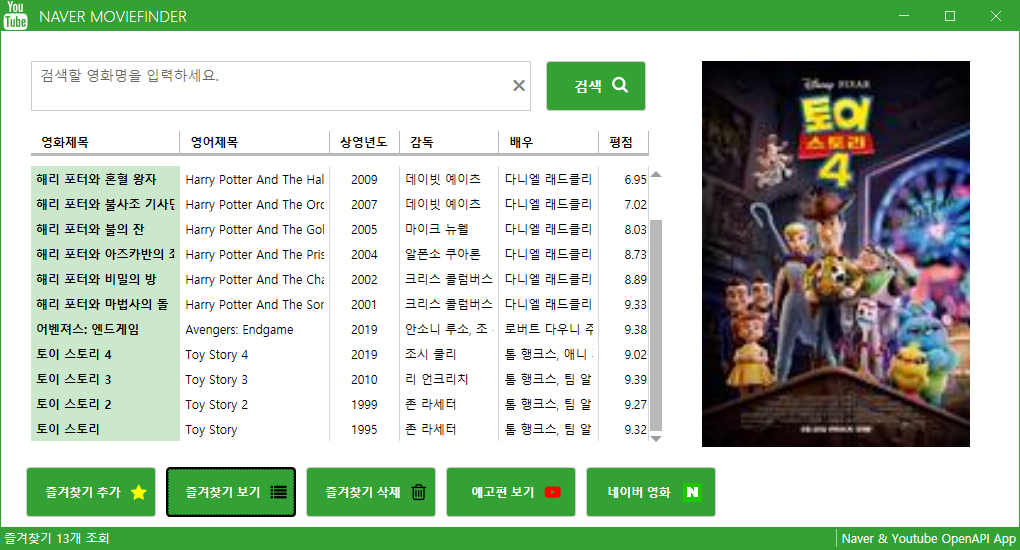 You
Tube
NAVER MOVIEFINDER
검색할 영화명을 입력하세요.
검색
영화제목 영어제목 상영년도 감독 배우 평점
해리 포터와 혼혈 왕자 Harry Potter And The Hal 2009 데이빗 예이츠 다니엘 래드클리 6.95
해리 포터와 불사조 기사단 Harry Potter And The Ord 2007 데이빗 예이츠 다니엘 래드클리 7.02
해리 포터와 불의 잔 Harry Potter And The Gol 2005 마이크 뉴웰 다니엘 래드클리 8.03
해리 포터와 아즈카반의 죄 Harry Potter And The Pris 2004 알폰소 쿠아론 다니엘 래드클리 8.73
해리 포터와 비밀의 방 Harry Potter And The Cha 2002 크리스 콜럼버스 다니엘 래드클리 8.89
해리 포터와 마법사의 돌 Harry Potter And The Sor 2001 크리스 콜럼버스 다니엘 래드클리 9.33
어벤져스: 엔드게임 Avengers: Endgame 2019 안소니 루소, 조 로버트 다우니 주 9.38
토이 스토리 4 Toy Story 4 2019 조시 쿨리 톰 행크스, 애니 9.02
토이 스토리 3 Toy Story 3 2010 리 언크리치 톰 행크스, 팀 알 9.39
토이 스토리 2 Toy Story 2 1999 존 라세터 톰 행크스, 팀 알 9.27
토이 스토리 Toy Story 1995 존 라세터 톰 행크스, 팀 알 9.32
Disney PIXAR
토이
스토리
4
즐겨찾기 추가 즐겨찾기 보기 즐겨찾기 삭제 예고편 보기 네이버 영화 N
즐겨찾기 13개 조회 Naver & Youtube OpenAPI App